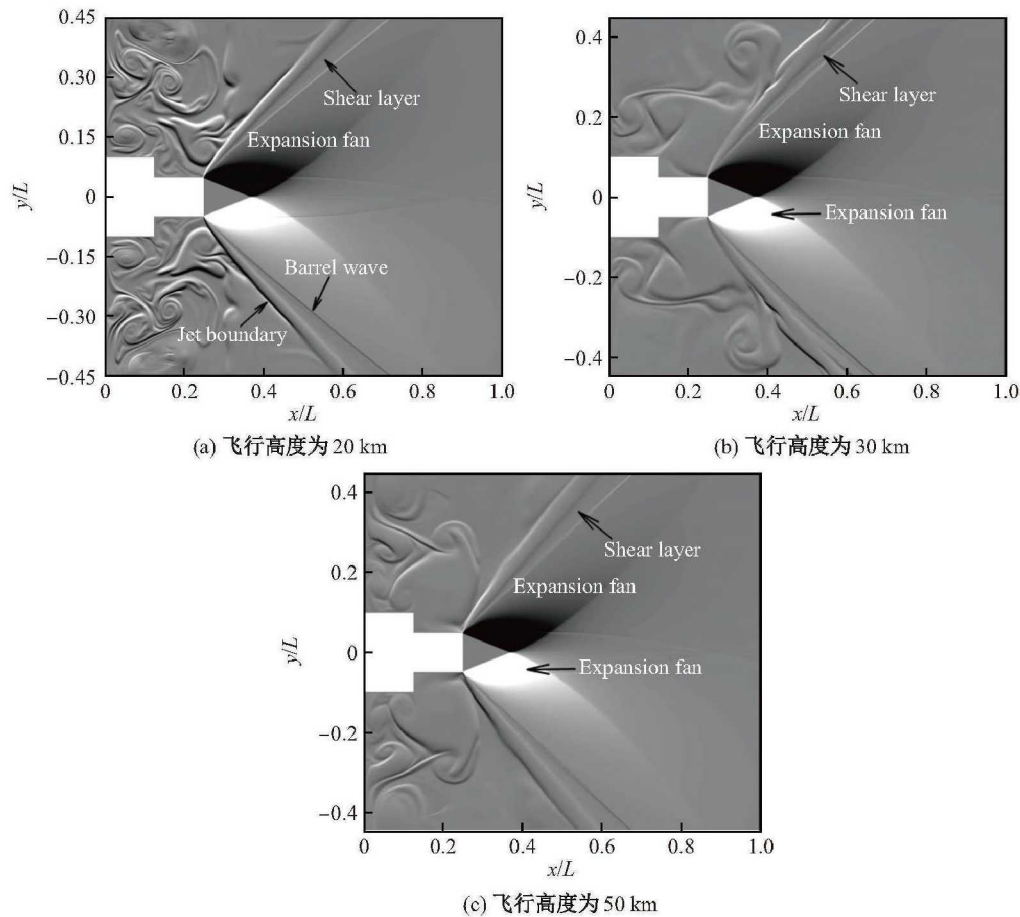 0.45
0.30
0.15
0
−0.15
−0.30
−0.45
y/L
Shear layer
Expansion fan
Barrel wave
Jet boundary
0 0.2 0.4 0.6 0.8 1.0
x/L
(a) 飞行高度为 20 km
0.4
0.2
0
−0.2
−0.4
y/L
Shear layer
Expansion fan
Expansion fan
0 0.2 0.4 0.6 0.8 1.0
x/L
(b) 飞行高度为 30 km
0.4
0.2
0
−0.2
−0.4
y/L
Shear layer
Expansion fan
Expansion fan
0 0.2 0.4 0.6 0.8 1.0
x/L
(c) 飞行高度为 50 km